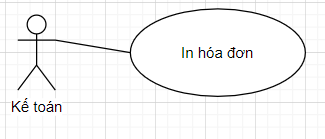 In hóa đơn
Kế toán